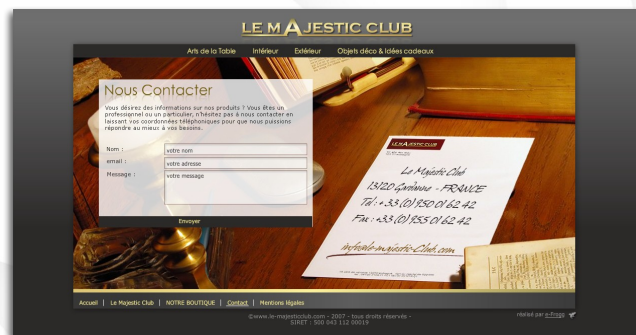 LE MAJESTIC CLUB
Arts de la Table Intérieur Extérieur Objets déco & Idées cadeaux
Nous Contacter
Vous désirez des informations sur nos produits ? Vous êtes un
professionnel ou un particulier, n'hésitez pas à nous contacter en
laissant vos coordonnées téléphoniques pour que nous puissions
répondre au mieux à vos besoins.
Nom :
votre nom
email :
votre adresse
Message :
votre message
Envoyer
LE MAJESTIC CLUB
Le Majestic Club
13120 Gardanne - FRANCE
Tél : +33 (0) 950 01 62 42
Fax : +33 (0) 955 01 62 42
info@le-majestic-Club.com
Accueil | Le Majestic Club | NOTRE BOUTIQUE | Contact | Mentions légales
©www.le-majesticclub.com - 2007 - tous droits réservés -
SIRET : 500 043 112 00019
réalisé par e-Frogs